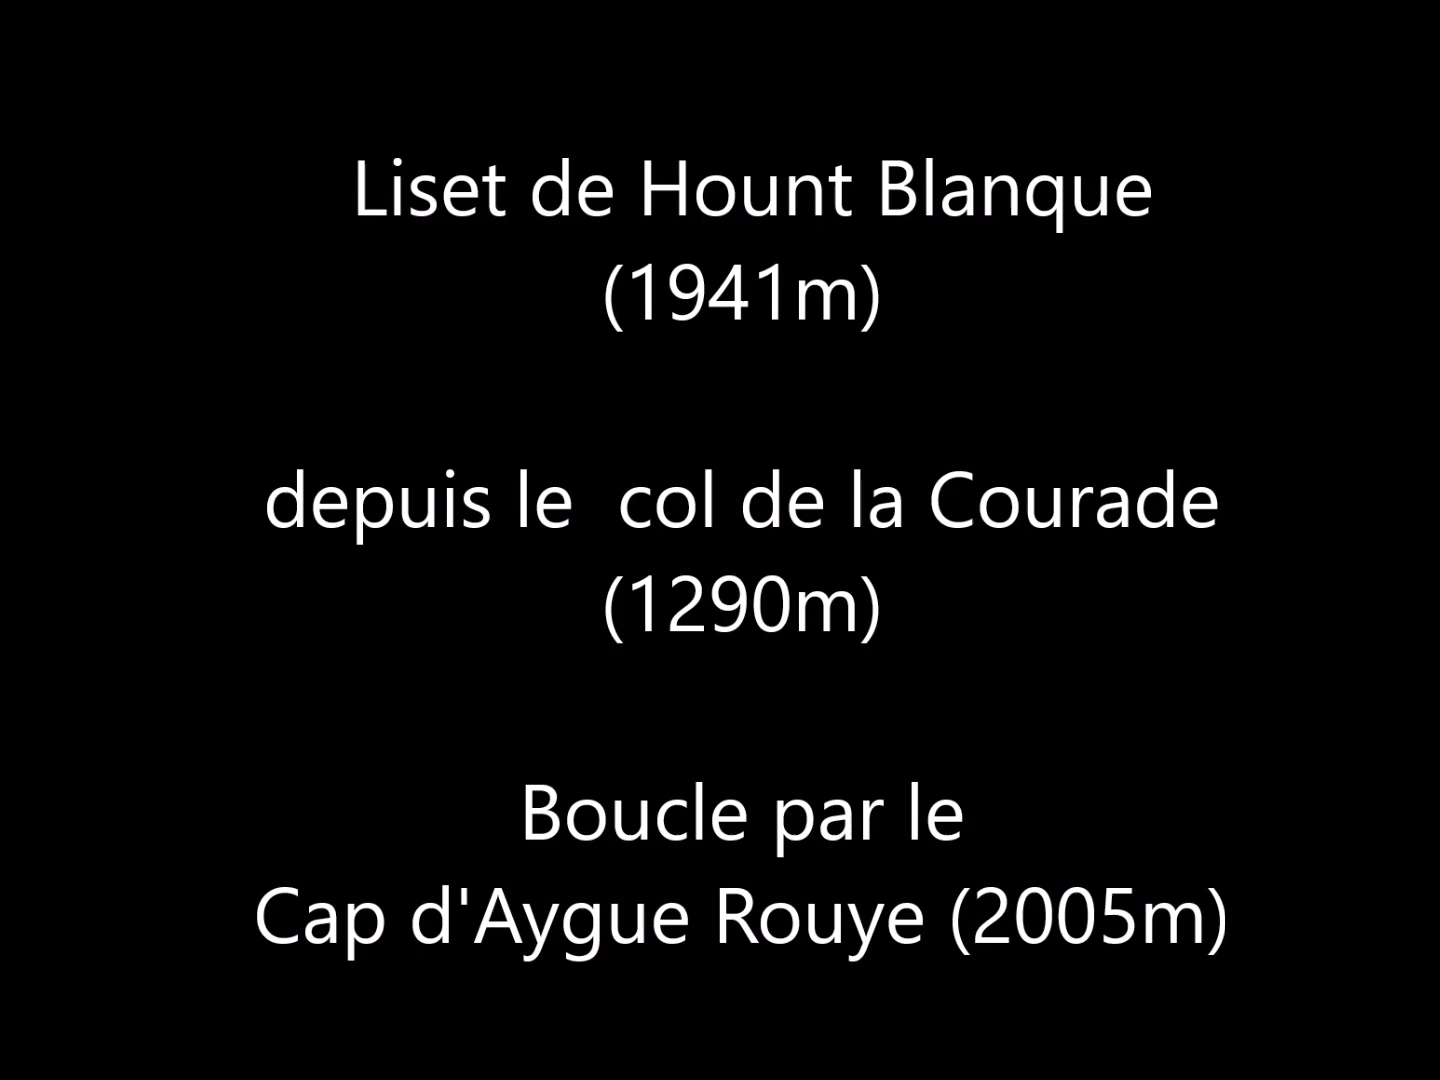 Liset de Hount Blanque
(1941m)
depuis le  col de la Courade
(1290m)
Boucle par le
Cap d'Aygue Rouye (2005m)